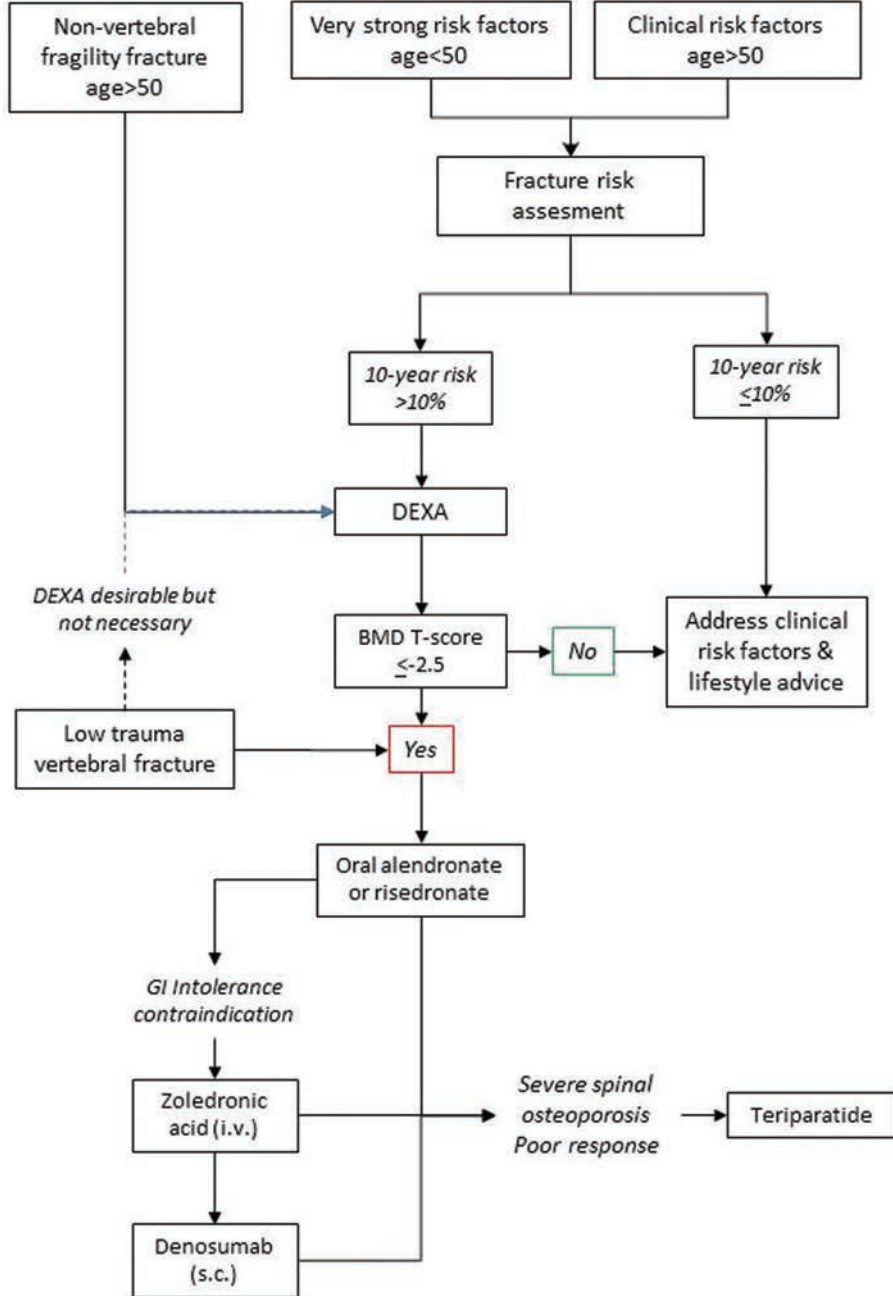 Non-vertebral
fragility fracture
age>50
Very strong risk factors
age<50
Clinical risk factors
age>50
Fracture risk
assesment
10-year risk
>10%
10-year risk
≤10%
DEXA
DEXA desirable but
not necessary
BMD T-score
≤-2.5
No
Address clinical
risk factors &
lifestyle advice
Low trauma
vertebral fracture
Yes
Oral alendronate
or risedronate
GI Intolerance
contraindication
Zoledronic
acid (i.v.)
Severe spinal
osteoporosis
Poor response
Teriparatide
Denosumab
(s.c.)